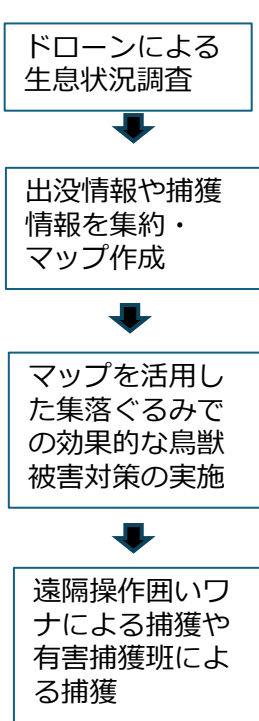 ドローンによる
生息状況調査
出没情報や捕獲
情報を集約・
マップ作成
マップを活用し
た集落ぐるみで
の効果的な鳥獣
被害対策の実施
遠隔操作囲いワ
ナによる捕獲や
有害捕獲班によ
る捕獲